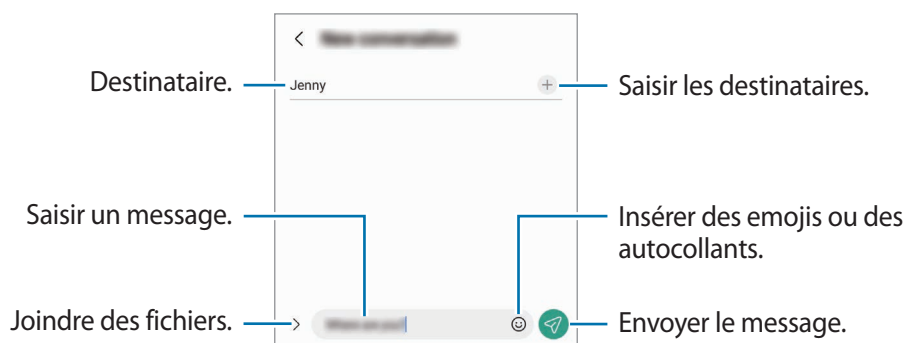 Destinataire.
Jenny
Saisir les destinataires.
Saisir un message.
Insérer des emojis ou des
autocollants.
Joindre des fichiers.
Envoyer le message.